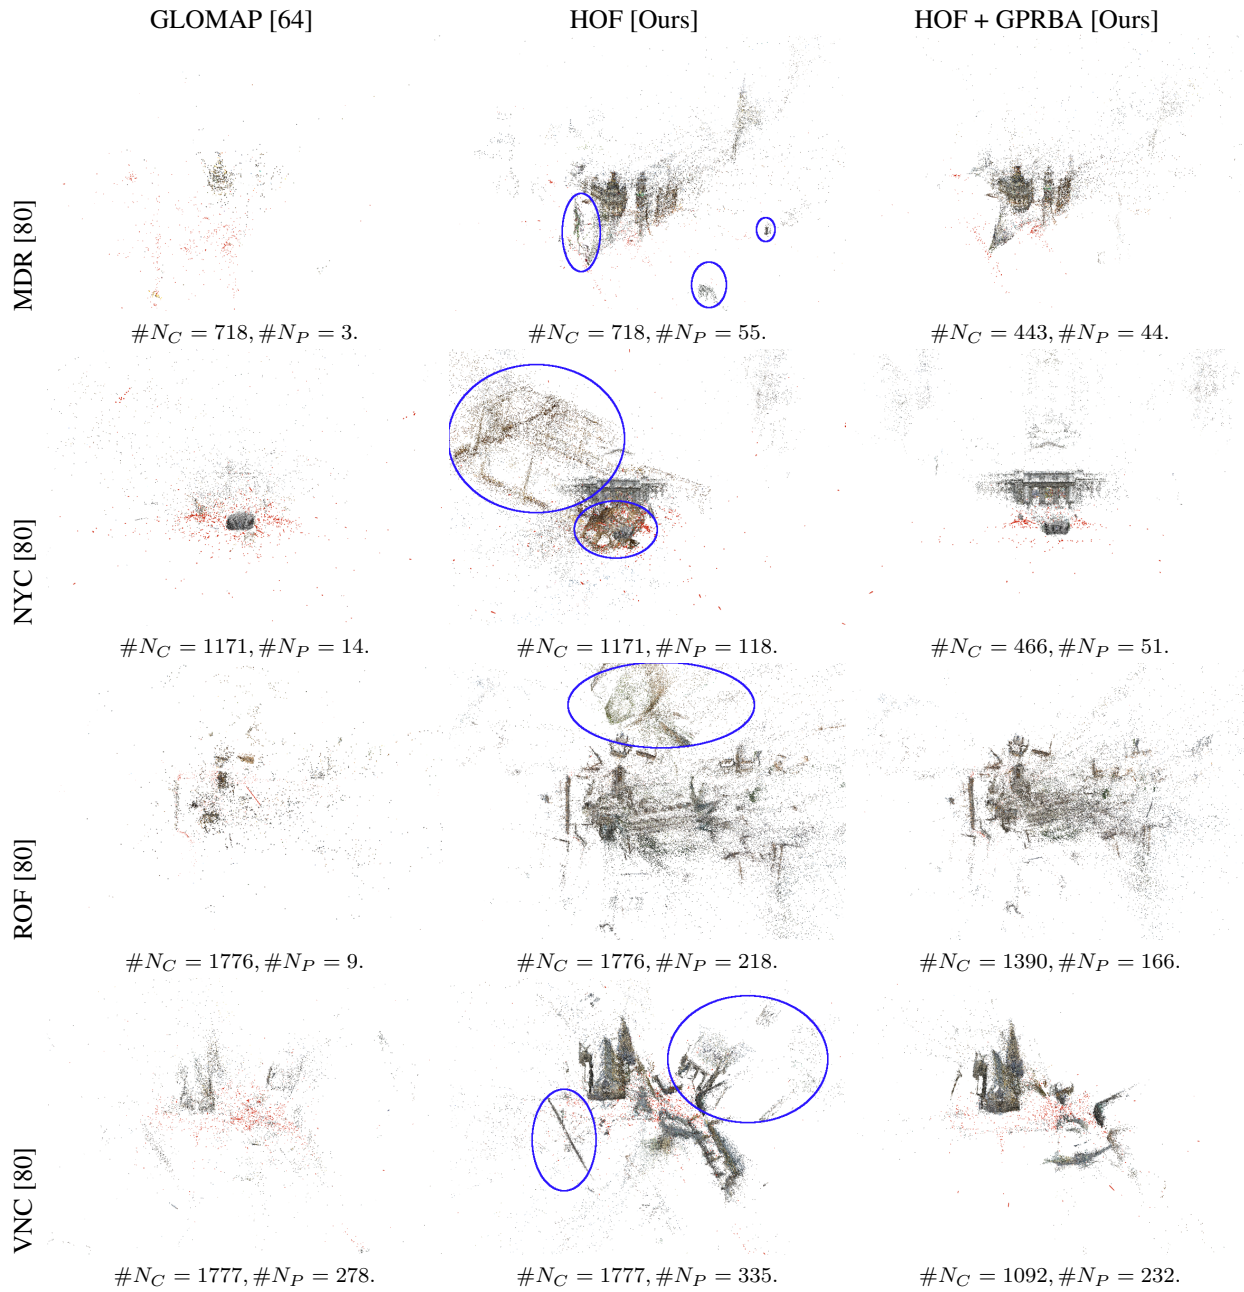 GLOMAP [64] HOF [Ours] HOF + GPRBA [Ours]
MDR [80]
#N_C = 718, #N_P = 3. #N_C = 718, #N_P = 55. #N_C = 443, #N_P = 44.
NYC [80]
#N_C = 1171, #N_P = 14. #N_C = 1171, #N_P = 118. #N_C = 466, #N_P = 51.
ROF [80]
#N_C = 1776, #N_P = 9. #N_C = 1776, #N_P = 218. #N_C = 1390, #N_P = 166.
VNC [80]
#N_C = 1777, #N_P = 278. #N_C = 1777, #N_P = 335. #N_C = 1092, #N_P = 232.